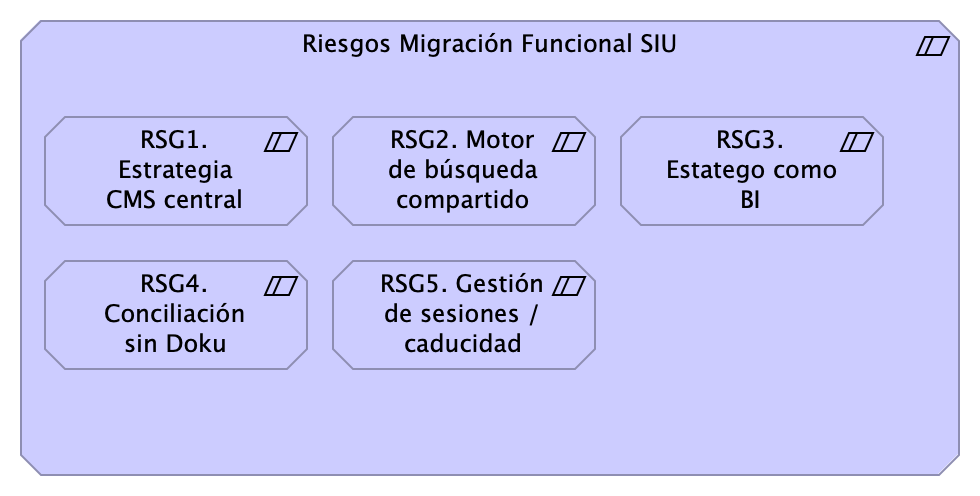 Riesgos Migración Funcional SIU
RSG1.
Estrategia
CMS central
RSG2. Motor
de búsqueda
compartido
RSG3.
Estatego como
BI
RSG4.
Conciliación
sin Doku
RSG5. Gestión
de sesiones /
caducidad